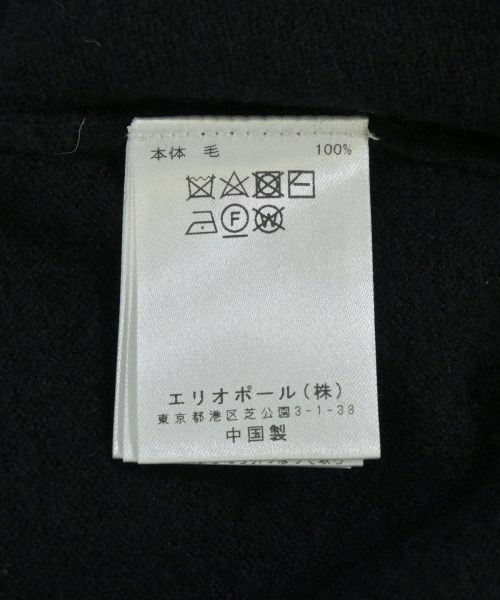 本体 毛 100%
F W
エリオポール(株)
東京都港区芝公園3-1-38
中国製